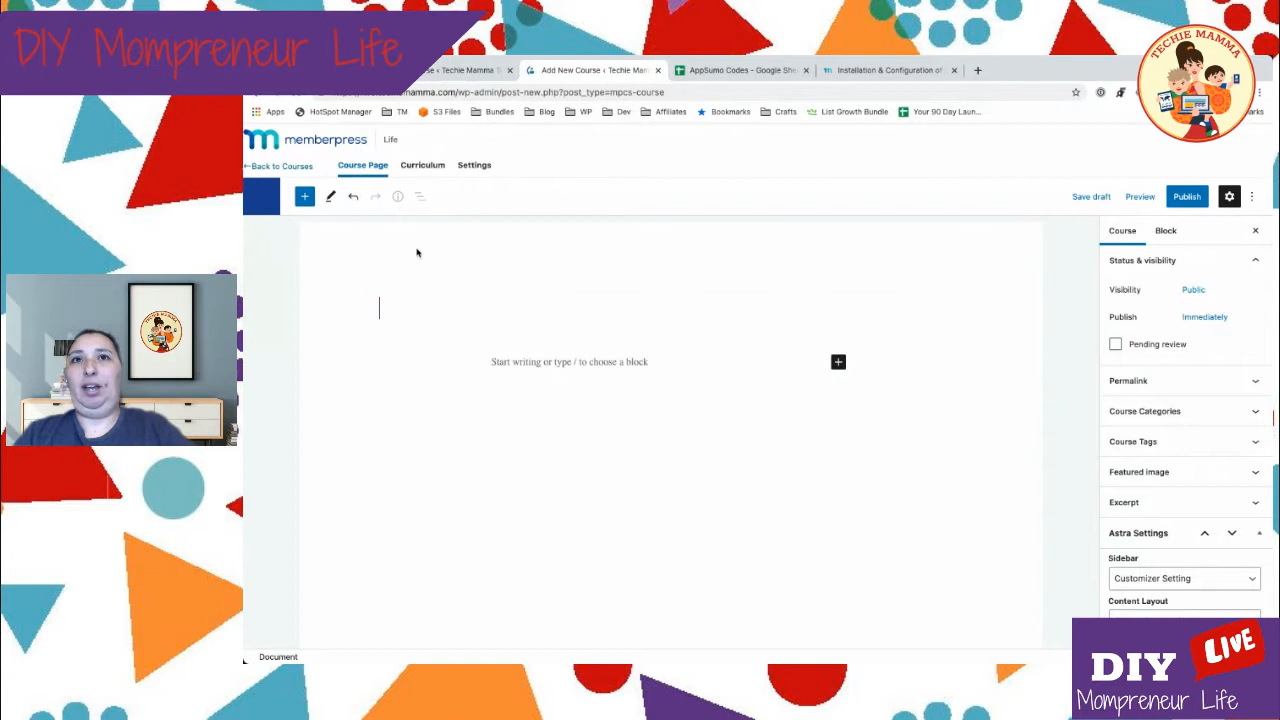 DIY Mompreneur Life
TECHIE MAMMA
Course ‹ Techie Mamma T
Add New Course ‹ Techie Mam
AppSumo Codes - Google She
Installation & Configuration of
mamma.com/wp-admin/post-new.php?post_type=mpcs-course
Apps
HotSpot Manager
TM
S3 Files
Bundles
Blog
WP
Dev
Affiliates
Bookmarks
Crafts
List Growth Bundle
Your 90 Day Laun...
memberpress
Life
←Back to Courses
Course Page
Curriculum
Settings
Save draft
Preview
Publish
Course
Block
Status & visibility
Visibility
Public
Publish
Immediately
Pending review
Permalink
Course Categories
Course Tags
Featured image
Excerpt
Astra Settings
Sidebar
Customizer Setting
Content Layout
Start writing or type / to choose a block
Document
DIY LIVE
Mompreneur Life